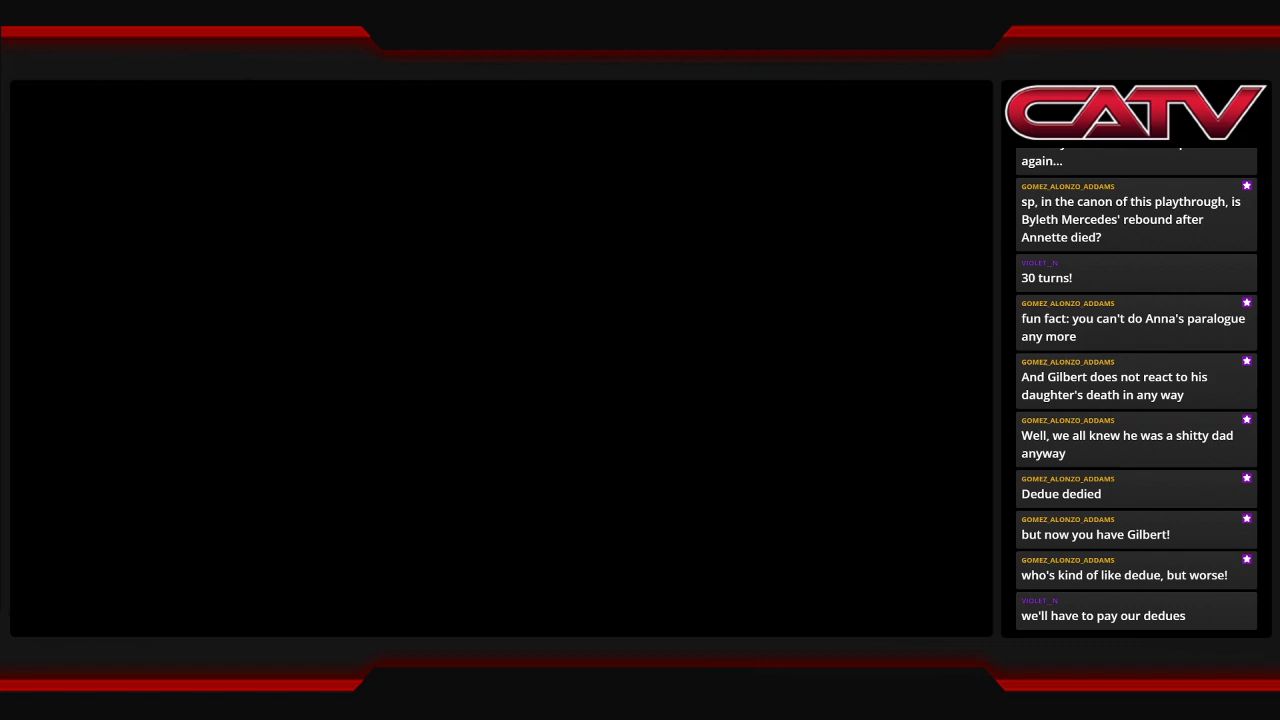 CATV
again...
GOMEZ_ALONZO_ADDAMS
sp, in the canon of this playthrough, is
Byleth Mercedes' rebound after
Annette died?
VIOLET__N
30 turns!
GOMEZ_ALONZO_ADDAMS
fun fact: you can't do Anna's paralogue
any more
GOMEZ_ALONZO_ADDAMS
And Gilbert does not react to his
daughter's death in any way
GOMEZ_ALONZO_ADDAMS
Well, we all knew he was a shitty dad
anyway
GOMEZ_ALONZO_ADDAMS
Dedue dedied
GOMEZ_ALONZO_ADDAMS
but now you have Gilbert!
GOMEZ_ALONZO_ADDAMS
who's kind of like dedue, but worse!
VIOLET__N
we'll have to pay our dedues